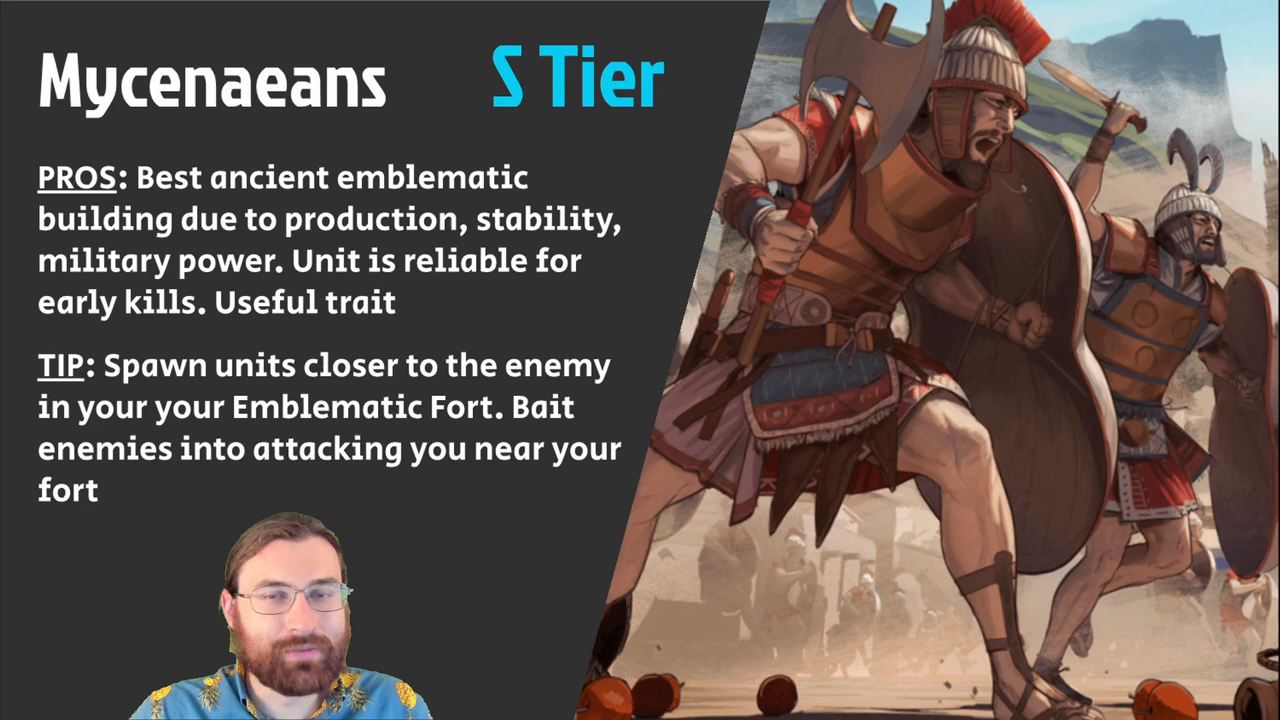 Mycenaeans S Tier
PROS: Best ancient emblematic
building due to production, stability,
military power. Unit is reliable for
early kills. Useful trait
TIP: Spawn units closer to the enemy
in your your Emblematic Fort. Bait
enemies into attacking you near your
fort